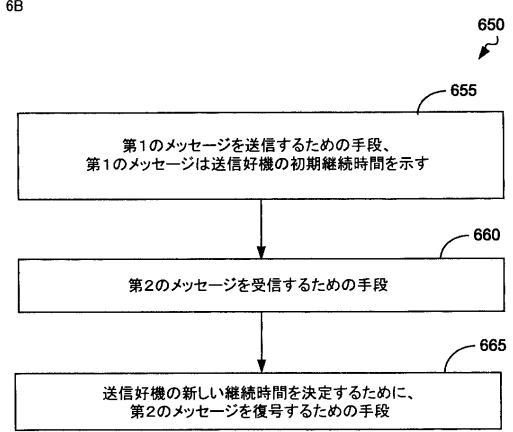 6B
650
655
第1のメッセージを送信するための手段、
第1のメッセージは送信好機の初期継続時間を示す
660
第2のメッセージを受信するための手段
665
送信好機の新しい継続時間を決定するために、
第2のメッセージを復号するための手段